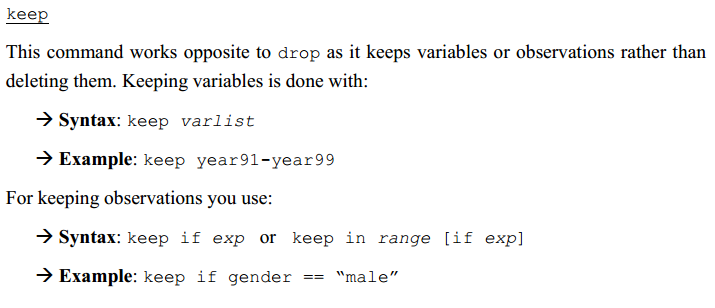 keep
This command works opposite to drop as it keeps variables or observations rather than
deleting them. Keeping variables is done with:
→ Syntax: keep varlist
→ Example: keep year91-year99
For keeping observations you use:
→ Syntax: keep if exp or keep in range [if exp]
→ Example: keep if gender == “male”